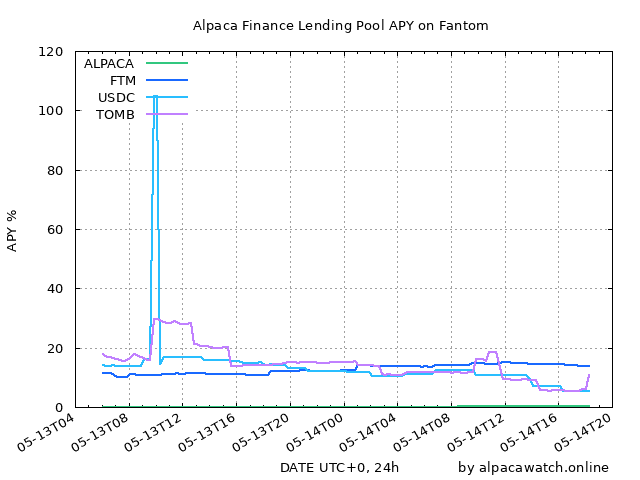 Alpaca Finance Lending Pool APY on Fantom
120
100
80
60
40
20
0
APY %
ALPACA
FTM
USDC
TOMB
05-13T04
05-13T08
05-13T12
05-13T16
05-13T20
05-14T00
05-14T04
05-14T08
05-14T12
05-14T16
05-14T20
DATE UTC+0, 24h
by alpacawatch.online